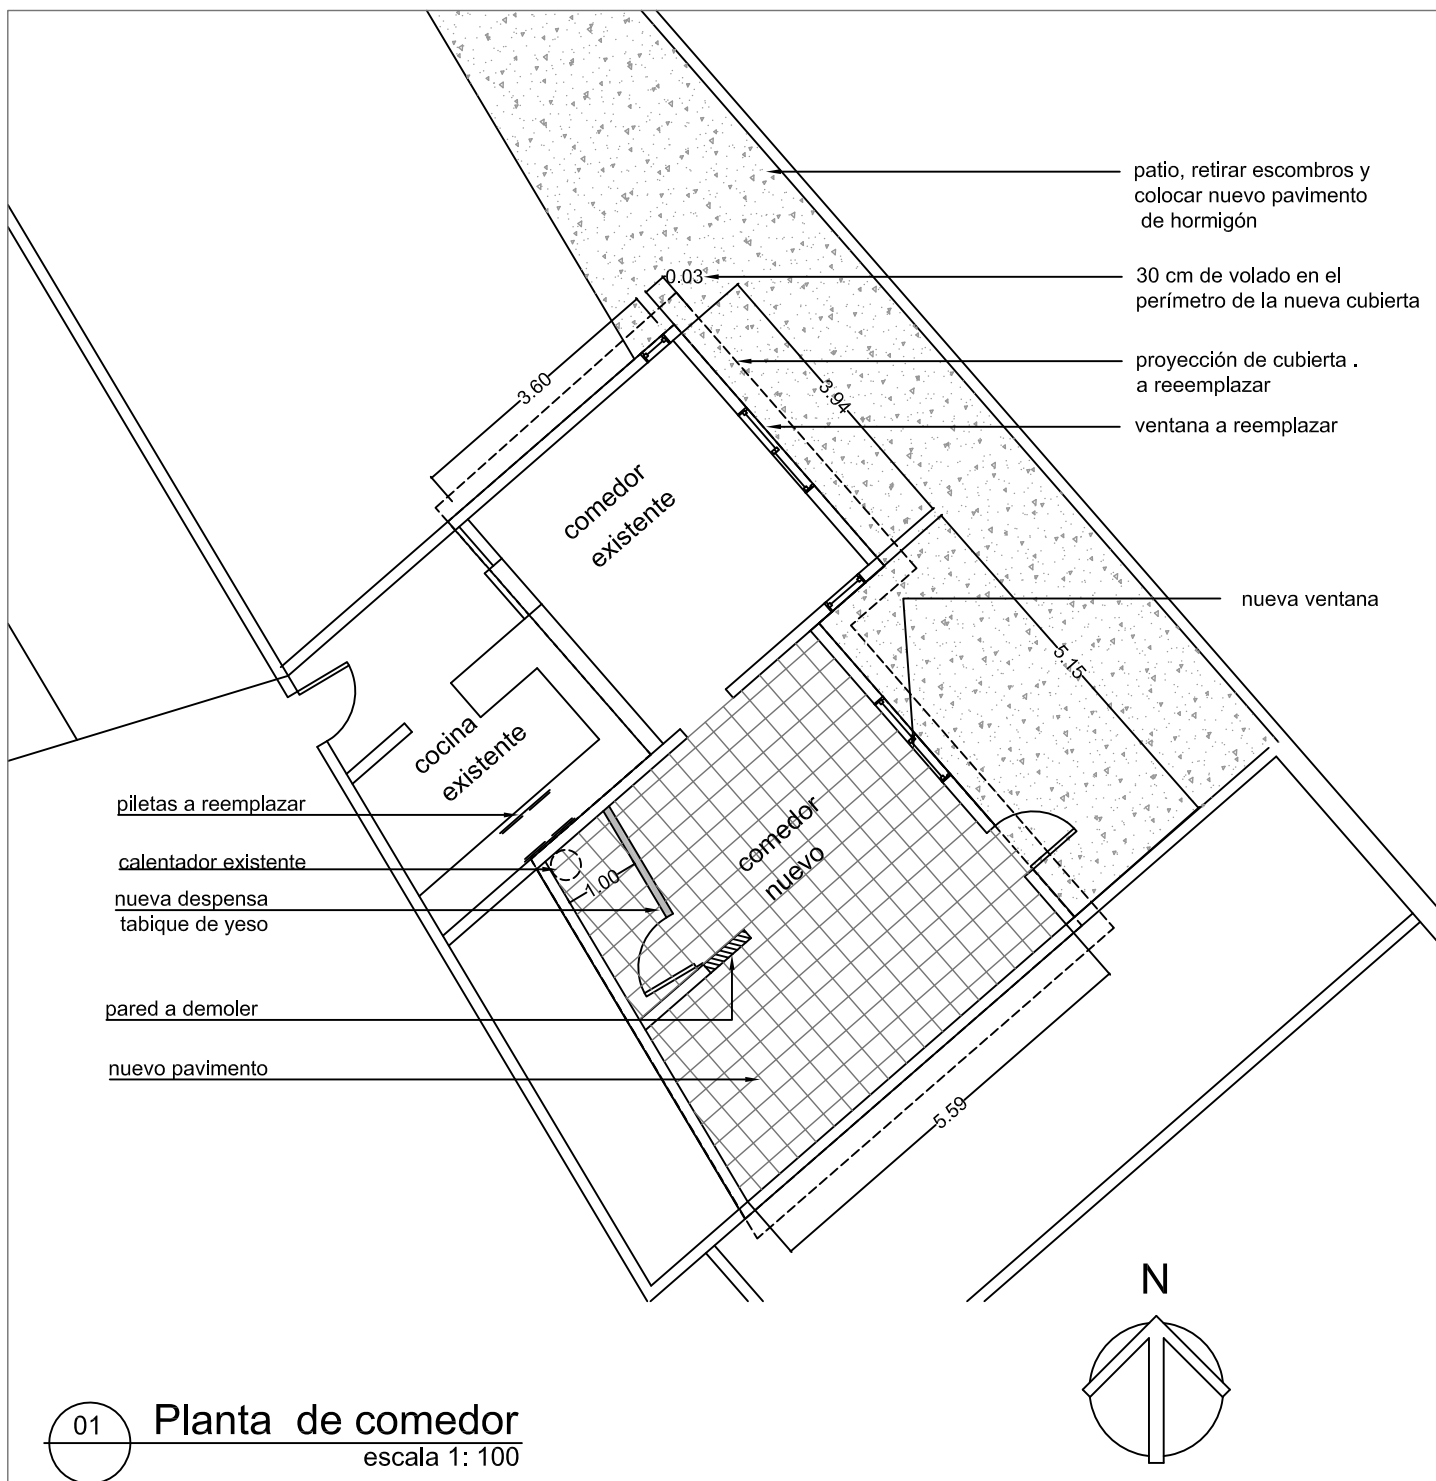 patio, retirar escombros y
colocar nuevo pavimento
de hormigón
0.03
30 cm de volado en el
perímetro de la nueva cubierta
proyección de cubierta .
a reeemplazar
3.60
3.94
ventana a reemplazar
comedor
existente
nueva ventana
5.15
cocina
existente
piletas a reemplazar
comedor
nuevo
calentador existente
1.00
nueva despensa
tabique de yeso
pared a demoler
nuevo pavimento
5.59
N
01
Planta de comedor
escala 1: 100